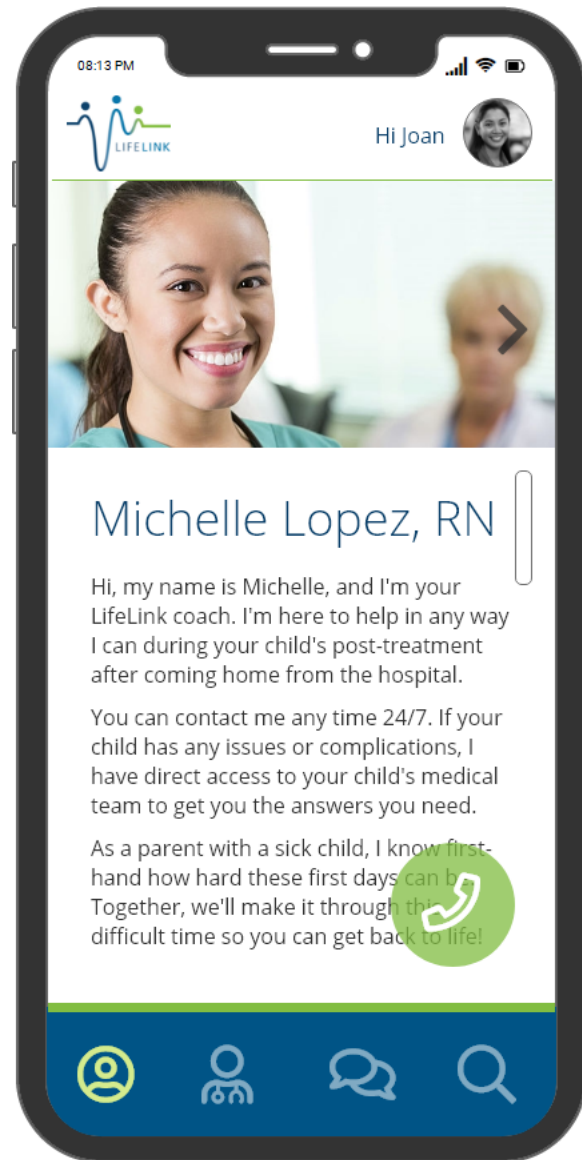 08:13 PM
LIFELINK
Hi Joan
Michelle Lopez, RN
Hi, my name is Michelle, and I'm your
LifeLink coach. I'm here to help in any way
I can during your child's post-treatment
after coming home from the hospital.
You can contact me any time 24/7. If your
child has any issues or complications, I
have direct access to your child's medical
team to get you the answers you need.
As a parent with a sick child, I know first-
hand how hard these first days can be.
Together, we'll make it through this
difficult time so you can get back to life!